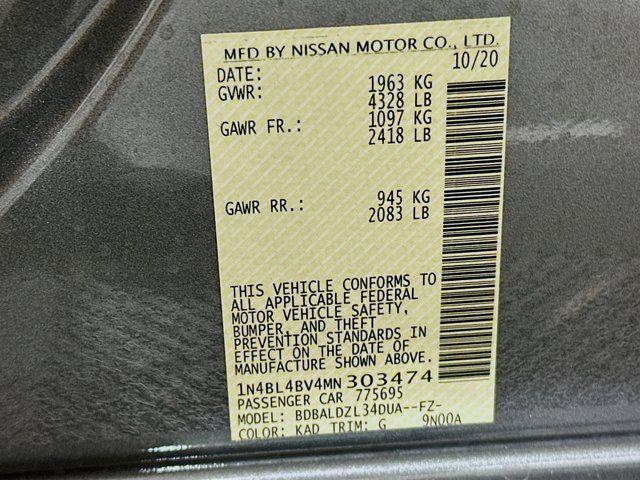 MFD BY NISSAN MOTOR CO., LTD.
DATE: 10/20
GVWR: 1963 KG
4328 LB
GAWR FR.: 1097 KG
2418 LB
GAWR RR.: 945 KG
2083 LB
THIS VEHICLE CONFORMS TO
ALL APPLICABLE FEDERAL
MOTOR VEHICLE SAFETY,
BUMPER, AND THEFT
PREVENTION STANDARDS IN
EFFECT ON THE DATE OF
MANUFACTURE SHOWN ABOVE.
1N4BL4BV4MN303474
PASSENGER CAR 775695
MODEL: BDBALDZL34DUA--FZ-
COLOR: KAD TRIM: G 9N00A